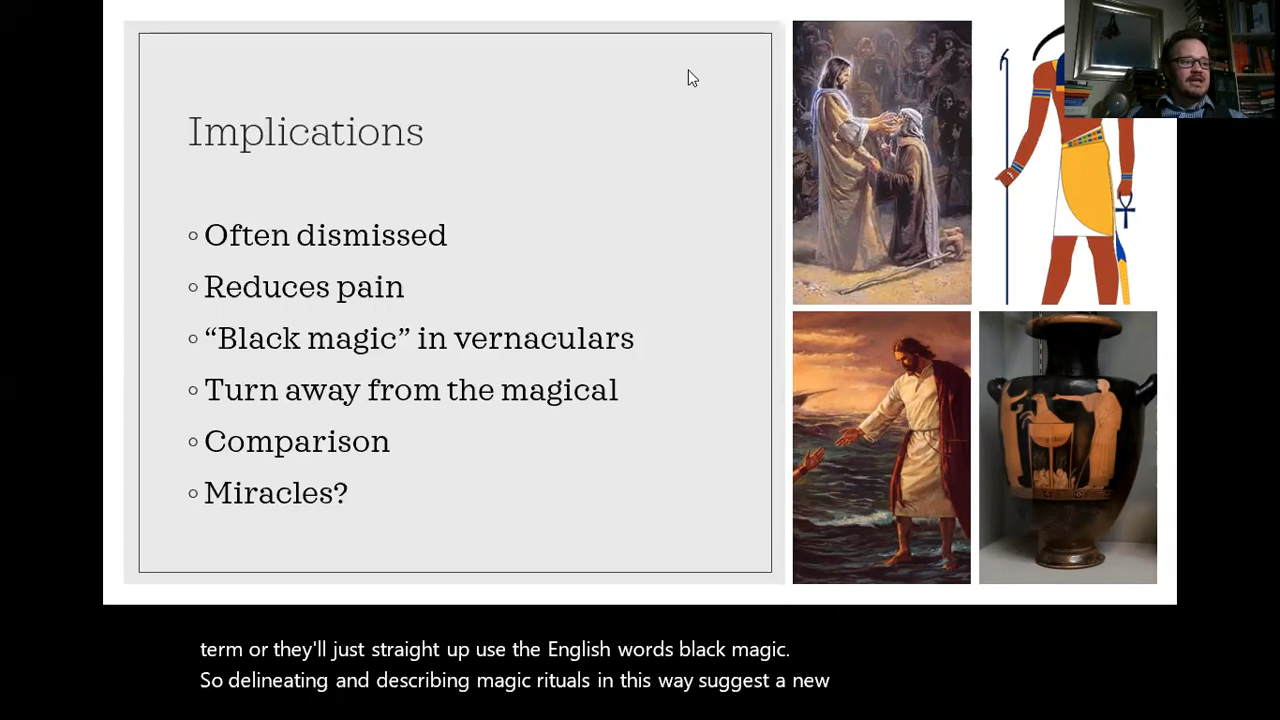 Implications
◦ Often dismissed
◦ Reduces pain
◦ “Black magic” in vernaculars
◦ Turn away from the magical
◦ Comparison
◦ Miracles?
term or they'll just straight up use the English words black magic.
So delineating and describing magic rituals in this way suggest a new